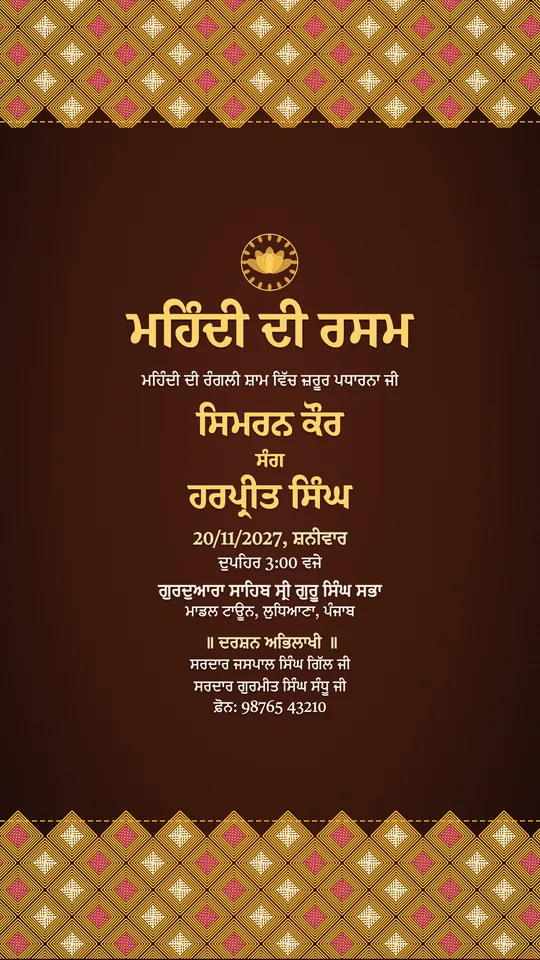 ਮਹਿੰਦੀ ਦੀ ਰਸਮ
ਮਹਿੰਦੀ ਦੀ ਰੰਗਲੀ ਸ਼ਾਮ ਵਿੱਚ ਜ਼ਰੂਰ ਪਧਾਰਨਾ ਜੀ
ਸਿਮਰਨ ਕੌਰ
ਸੰਗ
ਹਰਪ੍ਰੀਤ ਸਿੰਘ
20/11/2027, ਸ਼ਨੀਵਾਰ
ਦੁਪਹਿਰ 3:00 ਵਜੇ
ਗੁਰਦੁਆਰਾ ਸਾਹਿਬ ਸ੍ਰੀ ਗੁਰੂ ਸਿੰਘ ਸਭਾ
ਮਾਡਲ ਟਾਊਨ, ਲੁਧਿਆਣਾ, ਪੰਜਾਬ
॥ ਦਰਸ਼ਨ ਅਭਿਲਾਖੀ ॥
ਸਰਦਾਰ ਜਸਪਾਲ ਸਿੰਘ ਗਿੱਲ ਜੀ
ਸਰਦਾਰ ਗੁਰਮੀਤ ਸਿੰਘ ਸੰਧੂ ਜੀ
ਫ਼ੋਨ: 98765 43210